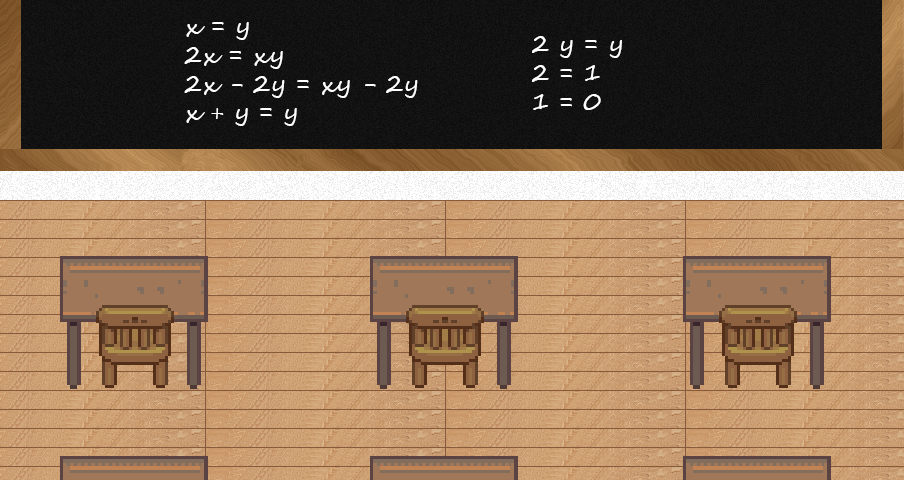 x = y
2x = xy
2x - 2y = xy - 2y
x + y = y
2 y = y
2 = 1
1 = 0